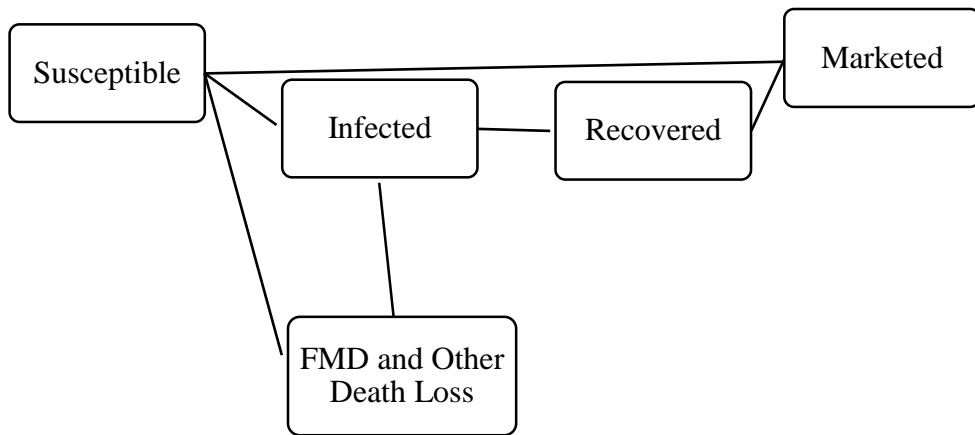 Susceptible
Infected
Recovered
Marketed
FMD and Other
Death Loss